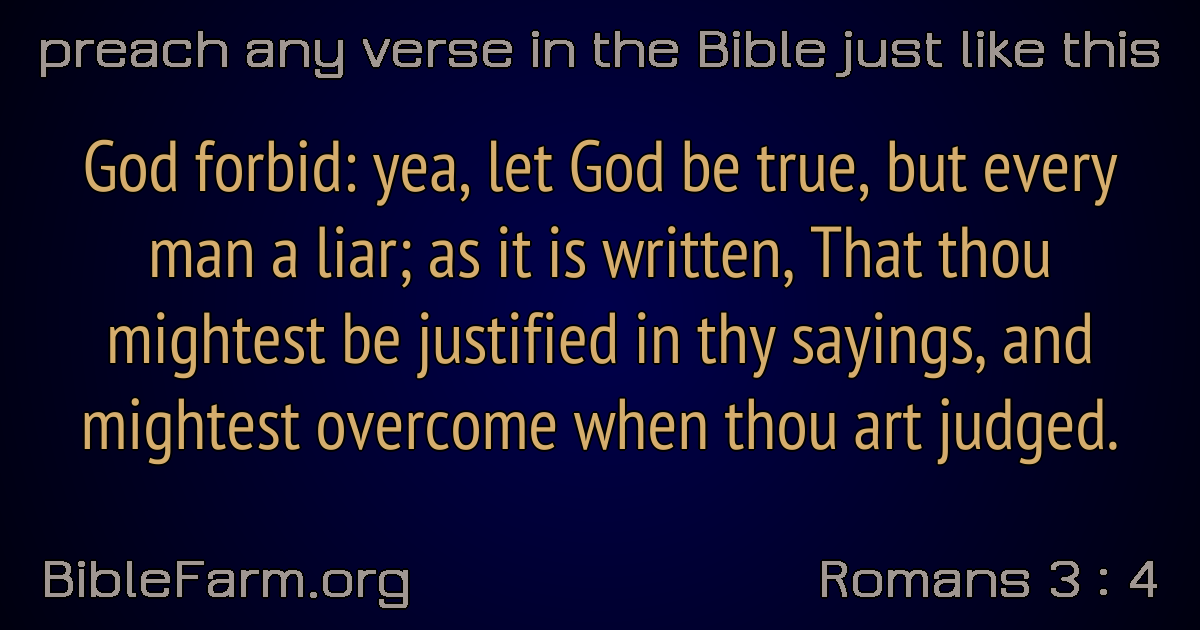 preach any verse in the Bible just like this
God forbid: yea, let God be true, but every
man a liar; as it is written, That thou
mightest be justified in thy sayings, and
mightest overcome when thou art judged.
BibleFarm.org
Romans 3 : 4